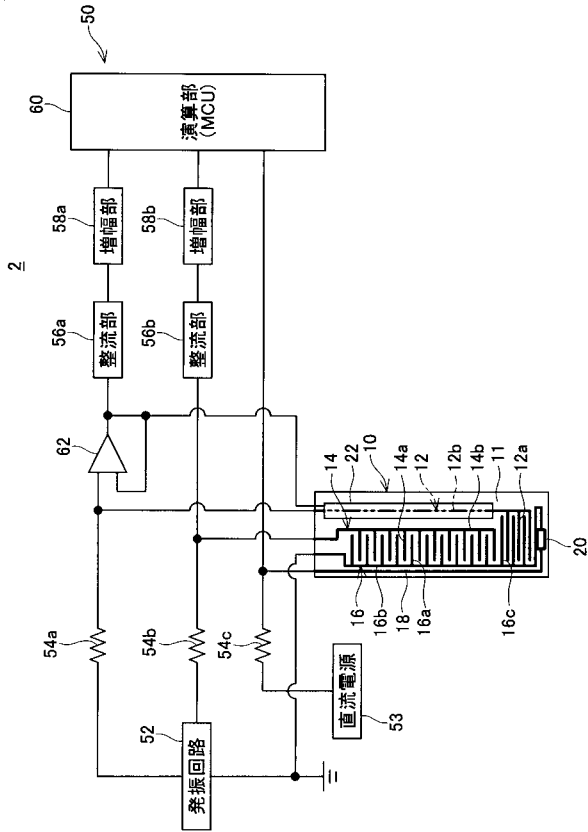 2
50
60
演算部
(MCU)
58a
増幅部
58b
増幅部
56a
整流部
56b
整流部
62
54a
54b
54c
52
発振回路
直流電源
53
10
11
22
14
14a
12
12b
14b
12a
16
16b
18
16a
16c
20